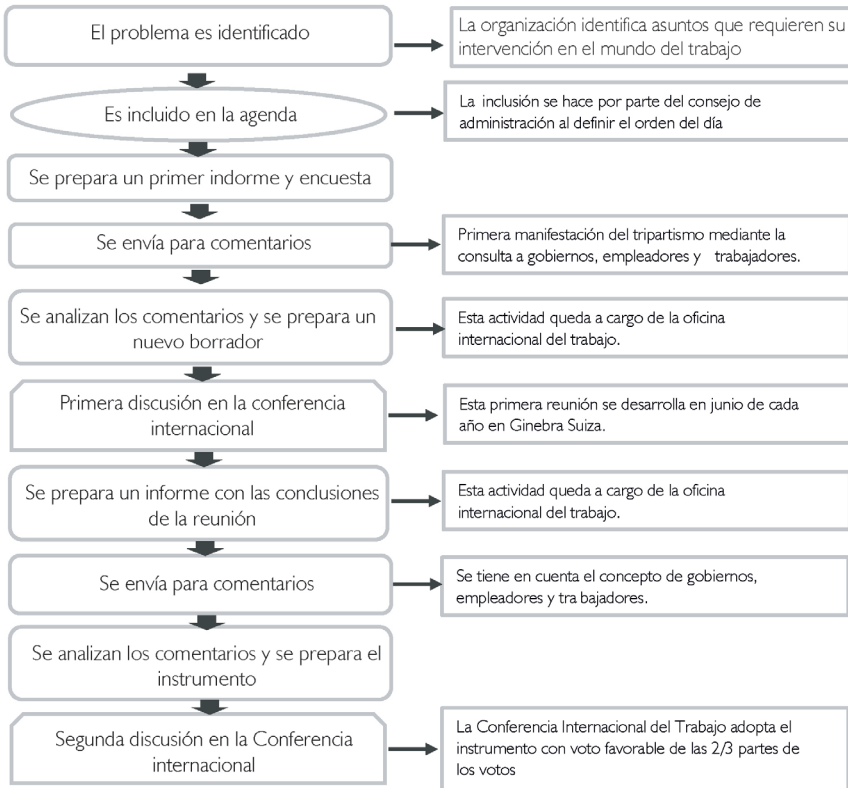 El problema es identificado
La organización identifica asuntos que requieren su
intervención en el mundo del trabajo
Es incluido en la agenda
La inclusión se hace por parte del consejo de
administración al definir el orden del día
Se prepara un primer indorme y encuesta
Se envía para comentarios
Primera manifestación del tripartismo mediante la
consulta a gobiernos, empleadores y trabajadores.
Se analizan los comentarios y se prepara un
nuevo borrador
Esta actividad queda a cargo de la oficina
internacional del trabajo.
Primera discusión en la conferencia
internacional
Esta primera reunión se desarrolla en junio de cada
año en Ginebra Suiza.
Se prepara un informe con las conclusiones
de la reunión
Esta actividad queda a cargo de la oficina
internacional del trabajo.
Se envía para comentarios
Se tiene en cuenta el concepto de gobiernos,
empleadores y tra bajadores.
Se analizan los comentarios y se prepara el
instrumento
Segunda discusión en la Conferencia
internacional
La Conferencia Internacional del Trabajo adopta el
instrumento con voto favorable de las 2/3 partes de
los votos